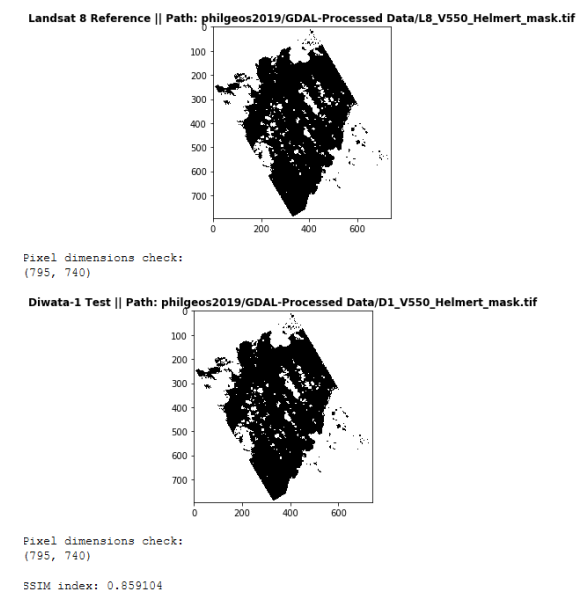 Landsat 8 Reference || Path: philgeos2019/GDAL-Processed Data/L8_V550_Helmert_mask.tif
0
100
200
300
400
500
600
700
0 200 400 600
Pixel dimensions check:
(795, 740)
Diwata-1 Test || Path: philgeos2019/GDAL-Processed Data/D1_V550_Helmert_mask.tif
0
100
200
300
400
500
600
700
0 200 400 600
Pixel dimensions check:
(795, 740)
SSIM index: 0.859104